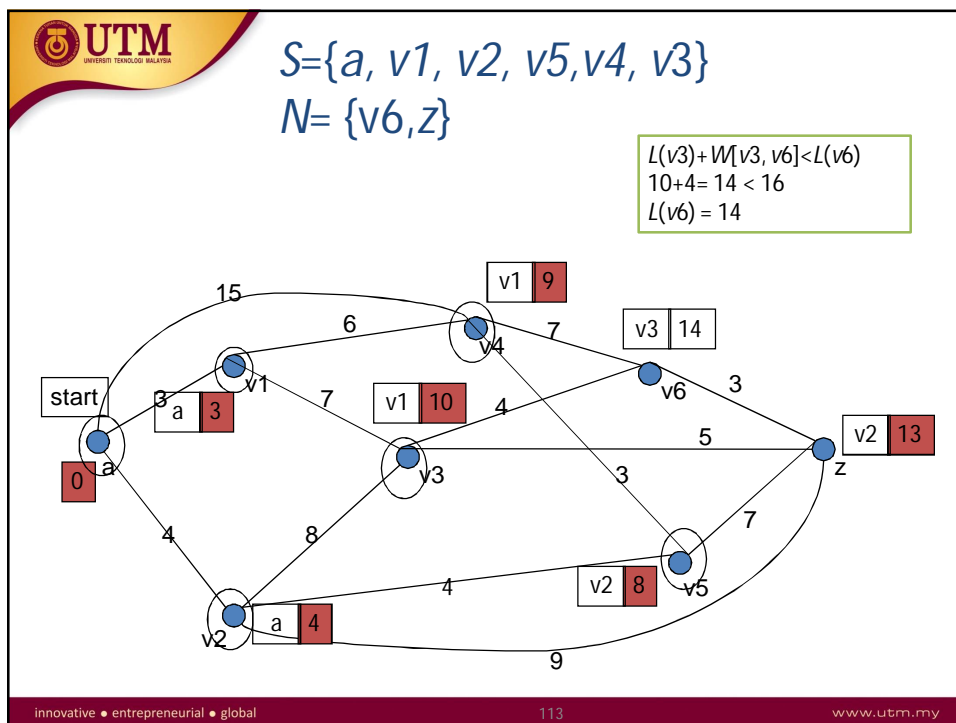 UTM
UNIVERSITI TEKNOLOGI MALAYSIA
S={a, v1, v2, v5,v4, v3}
N= {v6,z}
L(v3)+W[v3, v6]<L(v6)
10+4= 14 < 16
L(v6) = 14
v1 9
15
6
v4
7
v3 14
v1
start
3
a 3
7
v1 10
4
v6
3
5
v2 13
a
0
v3
3
z
4
8
7
4
v2 8
v5
v2
a 4
9
innovative ● entrepreneurial ● global
113
www.utm.my